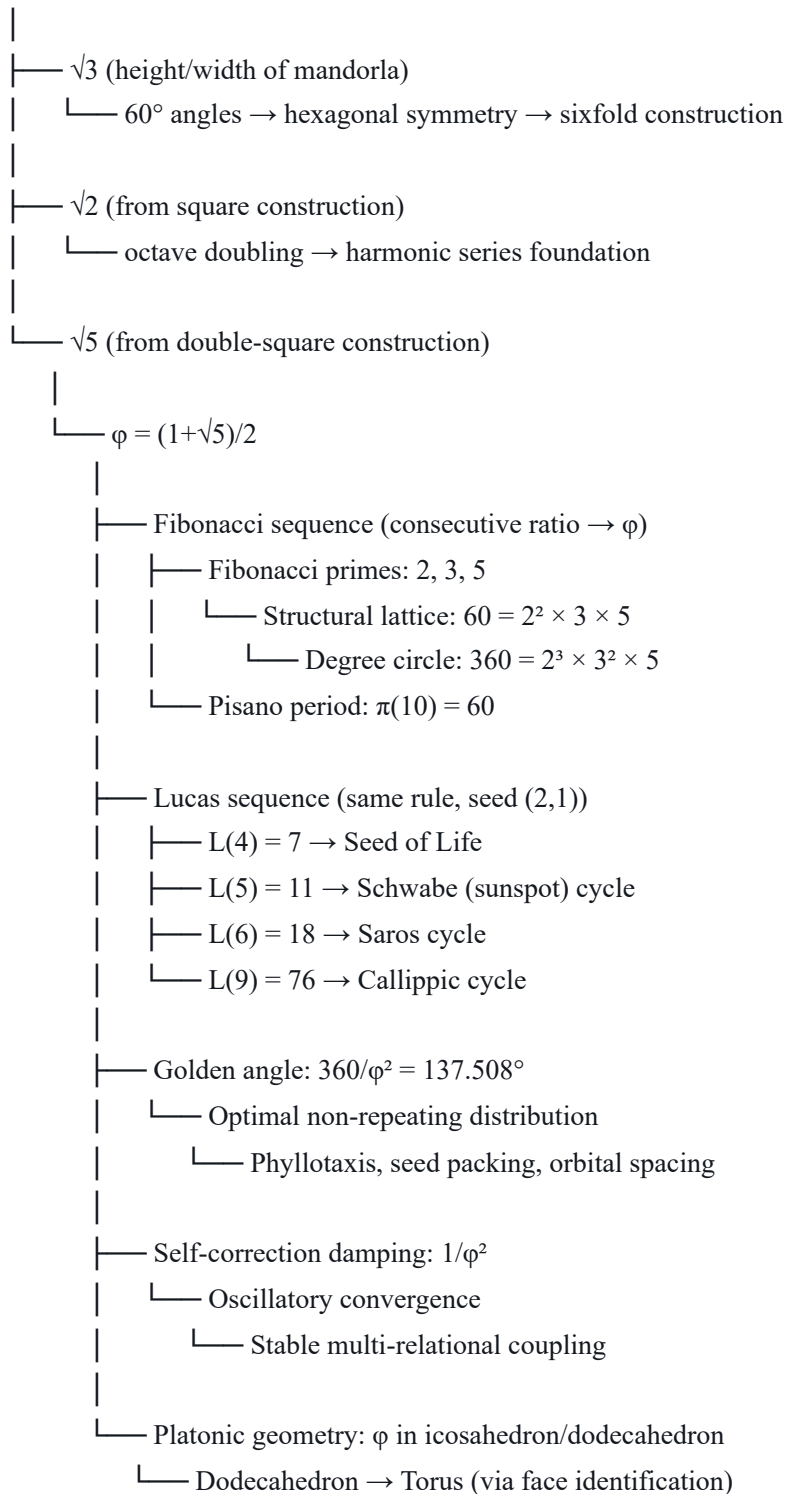 │
├── √3 (height/width of mandorla)
│   └── 60° angles → hexagonal symmetry → sixfold construction
│
├── √2 (from square construction)
│   └── octave doubling → harmonic series foundation
│
└── √5 (from double-square construction)
    │
    └── φ = (1+√5)/2
        │
        ├── Fibonacci sequence (consecutive ratio → φ)
        │   ├── Fibonacci primes: 2, 3, 5
        │   │   └── Structural lattice: 60 = 2² × 3 × 5
        │   │       └── Degree circle: 360 = 2³ × 3² × 5
        │   └── Pisano period: π(10) = 60
        │
        ├── Lucas sequence (same rule, seed (2,1))
        │   ├── L(4) = 7 → Seed of Life
        │   ├── L(5) = 11 → Schwabe (sunspot) cycle
        │   ├── L(6) = 18 → Saros cycle
        │   └── L(9) = 76 → Callippic cycle
        │
        ├── Golden angle: 360/φ² = 137.508°
        │   └── Optimal non-repeating distribution
        │       └── Phyllotaxis, seed packing, orbital spacing
        │
        ├── Self-correction damping: 1/φ²
        │   └── Oscillatory convergence
        │       └── Stable multi-relational coupling
        │
        └── Platonic geometry: φ in icosahedron/dodecahedron
            └── Dodecahedron → Torus (via face identification)